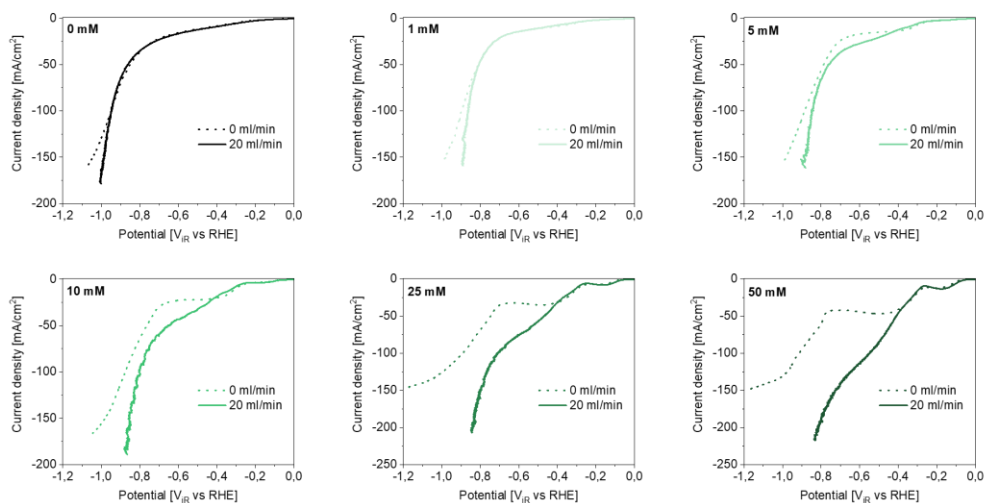 0 mM
0 ml/min
20 ml/min
0
-50
-100
-150
-200
-1,2 -1,0 -0,8 -0,6 -0,4 -0,2 0,0
Current density [mA/cm²]
Potential [V_iR vs RHE]
1 mM
0 ml/min
20 ml/min
0
-50
-100
-150
-200
-1,2 -1,0 -0,8 -0,6 -0,4 -0,2 0,0
Current density [mA/cm²]
Potential [V_iR vs RHE]
5 mM
0 ml/min
20 ml/min
0
-50
-100
-150
-200
-1,2 -1,0 -0,8 -0,6 -0,4 -0,2 0,0
Current density [mA/cm²]
Potential [V_iR vs RHE]
10 mM
0 ml/min
20 ml/min
0
-50
-100
-150
-200
-1,2 -1,0 -0,8 -0,6 -0,4 -0,2 0,0
Current density [mA/cm²]
Potential [V_iR vs RHE]
25 mM
0 ml/min
20 ml/min
0
-50
-100
-150
-200
-250
-1,2 -1,0 -0,8 -0,6 -0,4 -0,2 0,0
Current density [mA/cm²]
Potential [V_iR vs RHE]
50 mM
0 ml/min
20 ml/min
0
-50
-100
-150
-200
-250
-1,2 -1,0 -0,8 -0,6 -0,4 -0,2 0,0
Current density [mA/cm²]
Potential [V_iR vs RHE]